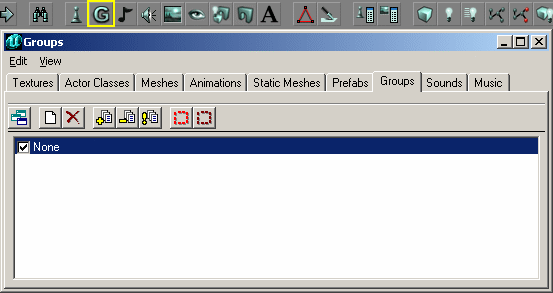 G A
Groups
Edit View
Textures Actor Classes Meshes Animations Static Meshes Prefabs Groups Sounds Music
None